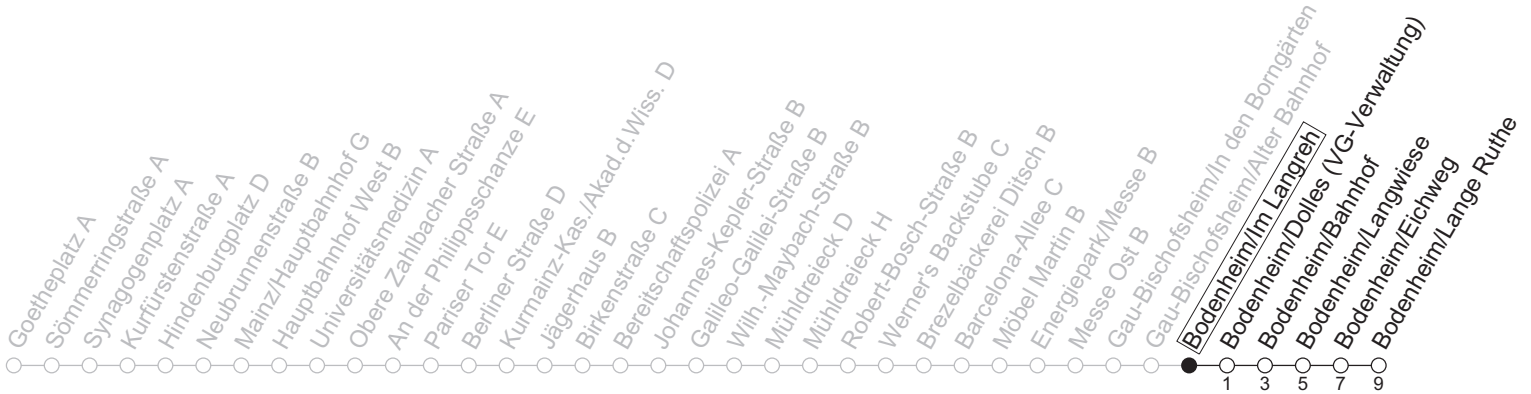 Goetheplatz A
Sömmerringstraße A
Synagogenplatz A
Kurfürstenstraße A
Hindenburgplatz D
Neubrunnenstraße B
Mainz/Hauptbahnhof G
Hauptbahnhof West B
Universitätsmedizin A
Obere Zahlbacher Straße A
An der Philippsschanze E
Pariser Tor E
Berliner Straße D
Kurmainz-Kas./Akad.d.Wiss. D
Jägerhaus B
Birkenstraße C
Bereitschaftspolizei A
Johannes-Kepler-Straße B
Galileo-Galilei-Straße B
Wilh.-Maybach-Straße B
Mühldreieck D
Mühldreieck H
Robert-Bosch-Straße B
Werner's Backstube C
Brezelbäckerei Ditsch B
Barcelona-Allee C
Möbel Martin B
Energiepark/Messe B
Messe Ost B
Gau-Bischofsheim/In den Borngärten
Gau-Bischofsheim/Alter Bahnhof
Bodenheim/Im Langreh
Bodenheim/Dolles (VG-Verwaltung)
Bodenheim/Bahnhof
Bodenheim/Langwiese
Bodenheim/Eichweg
Bodenheim/Lange Ruthe
1 3 5 7 9